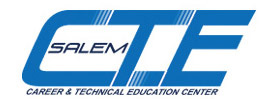 SALEM
CTE
CAREER & TECHNICAL EDUCATION CENTER